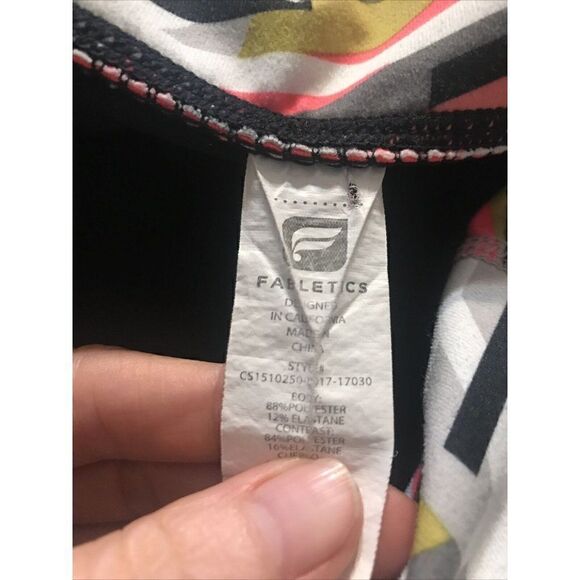 FABLETICS
DESIGNED
IN CALIFORNIA
MADE IN
CHINA
STYLE#
CS1510250-0917-17030
BODY:
88%POLYESTER
12% ELASTANE
CONTRAST:
84%POLYESTER
16%ELASTANE